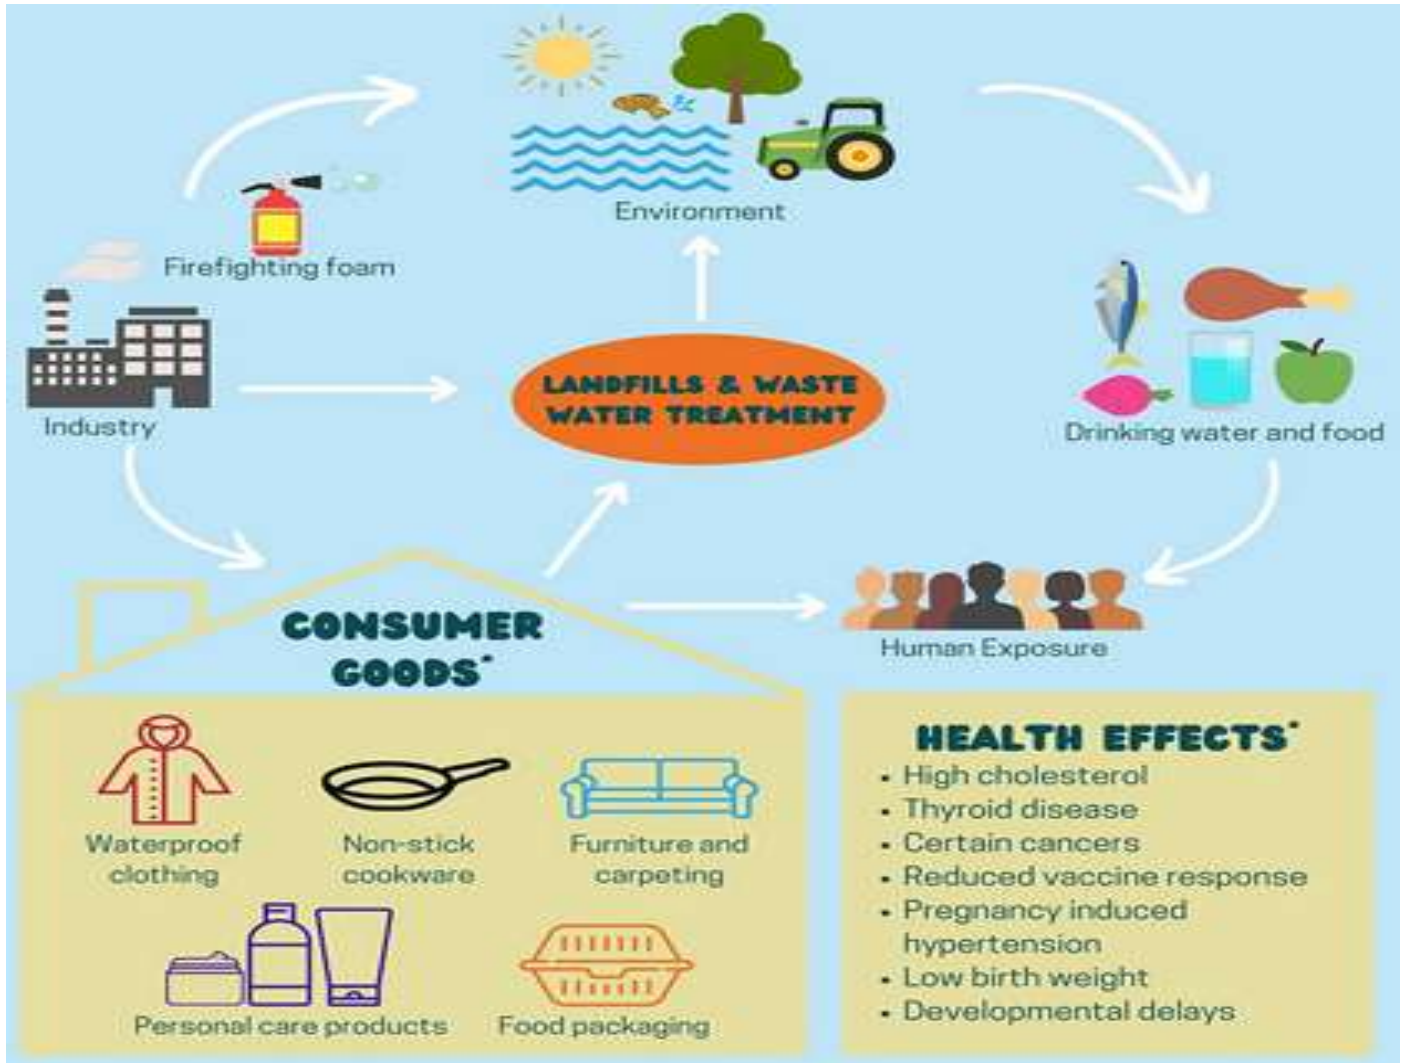 Environment
Firefighting foam
Industry
LANDFILLS & WASTE
WATER TREATMENT
Drinking water and food
CONSUMER
GOODS*
Human Exposure
Waterproof
clothing
Non-stick
cookware
Furniture and
carpeting
Personal care products
Food packaging
HEALTH EFFECTS*
• High cholesterol
• Thyroid disease
• Certain cancers
• Reduced vaccine response
• Pregnancy induced
hypertension
• Low birth weight
• Developmental delays